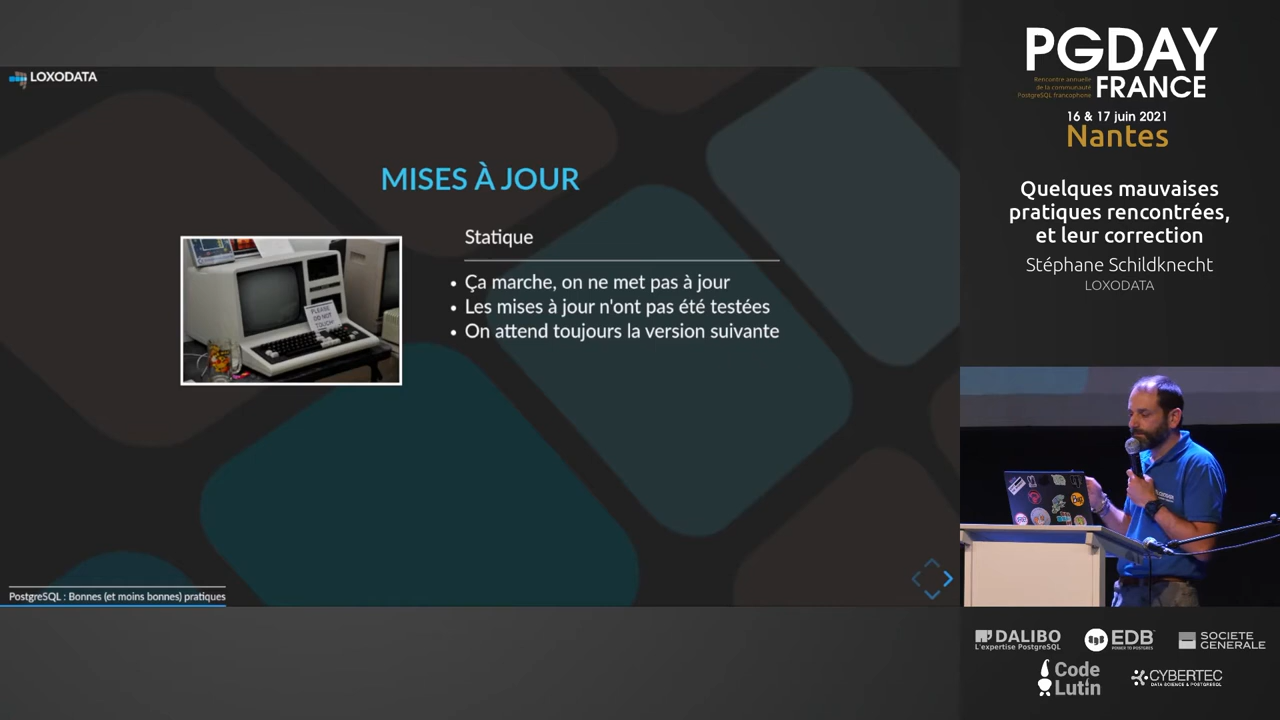 LOXODATA
MISES À JOUR
Statique
PLEASE
DO NOT
TOUCH!
• Ça marche, on ne met pas à jour
• Les mises à jour n'ont pas été testées
• On attend toujours la version suivante
PostgreSQL : Bonnes (et moins bonnes) pratiques
PGDAY
Rencontre annuelle
de la communauté
PostgreSQL francophone
FRANCE
16 & 17 juin 2021
Nantes
Quelques mauvaises
pratiques rencontrées,
et leur correction
Stéphane Schildknecht
LOXODATA
DALIBO
L'expertise PostgreSQL
EDB
POWER TO POSTGRES
SOCIETE
GENERALE
Code
Lutin
CYBERTEC
DATA SCIENCE & POSTGRESQL